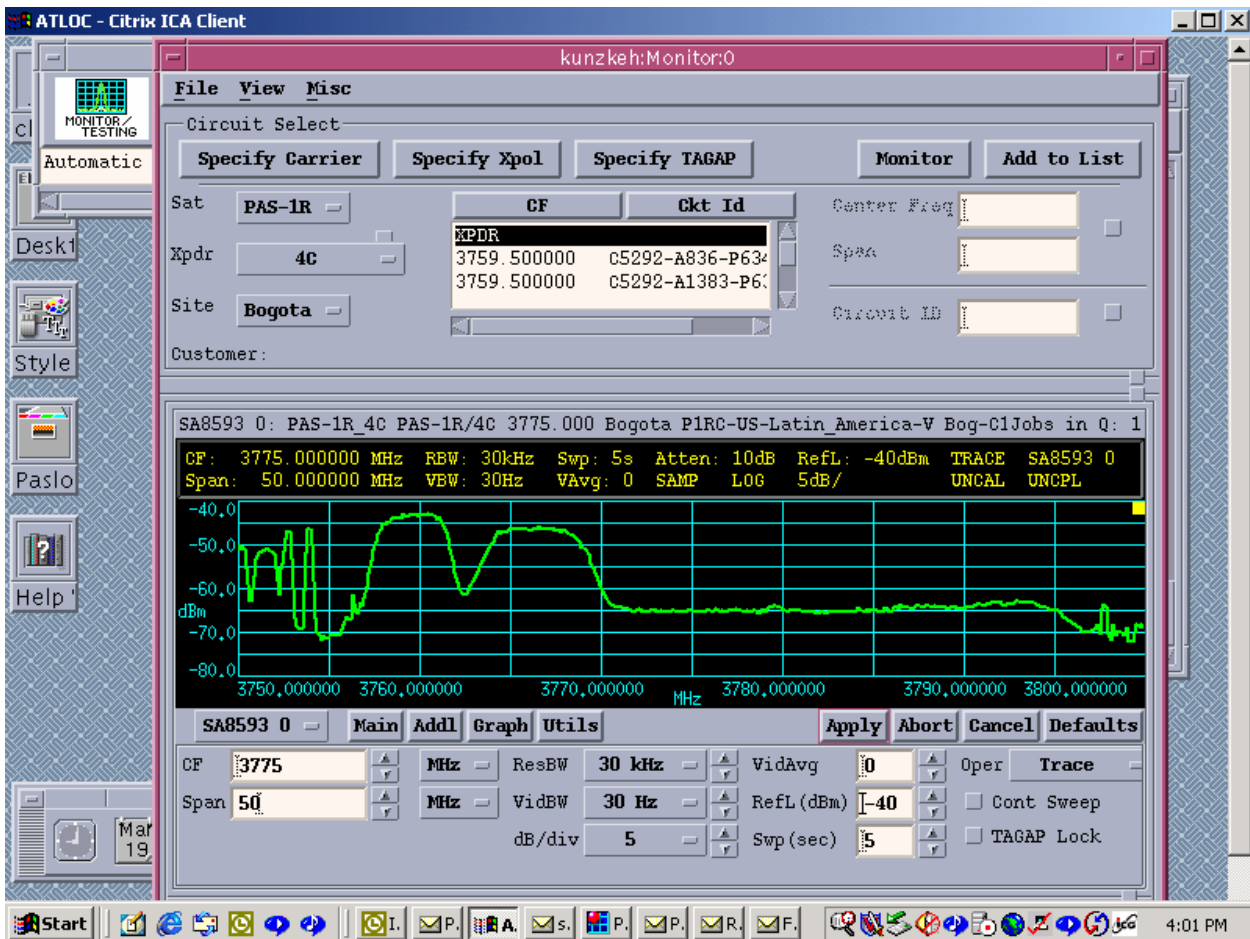 ATLOC - Citrix ICA Client
kunzkeh:Monitor:0
File View Misc
MONITOR/
TESTING
Automatic
Circuit Select
Specify Carrier Specify Xpol Specify TAGAP Monitor Add to List
Sat PAS-1R
CF Ckt Id
Center Freq
XPDR
Xpdr 4C
3759.500000 C5292-A836-P634
Span
3759.500000 C5292-A1383-P6
Site Bogota
Circuit ID
Customer:
Style
Paslo
Help
SA8593 0: PAS-1R_4C PAS-1R/4C 3775.000 Bogota P1RC-US-Latin_America-V Bog-C1Jobs in Q: 1
CF: 3775.000000 MHz RBW: 30kHz Swp: 5s Atten: 10dB RefL: -40dBm TRACE SA8593 0
Span: 50.000000 MHz VBW: 30Hz VAvg: 0 SAMP LOG 5dB/ UNCAL UNCPL
-40.0
-50.0
-60.0
dBm
-70.0
-80.0
3750.000000 3760.000000 3770.000000 MHz 3780.000000 3790.000000 3800.000000
SA8593 0 Main Addl Graph Utils Apply Abort Cancel Defaults
CF 3775 MHz ResBW 30 kHz VidAvg 0 Oper Trace
Span 50 MHz VidBW 30 Hz RefL(dBm) -40 Cont Sweep
dB/div 5 Swp(sec) 5 TAGAP Lock
Mar
19
Start I. P. A. s. P. P. R. F. 4:01 PM